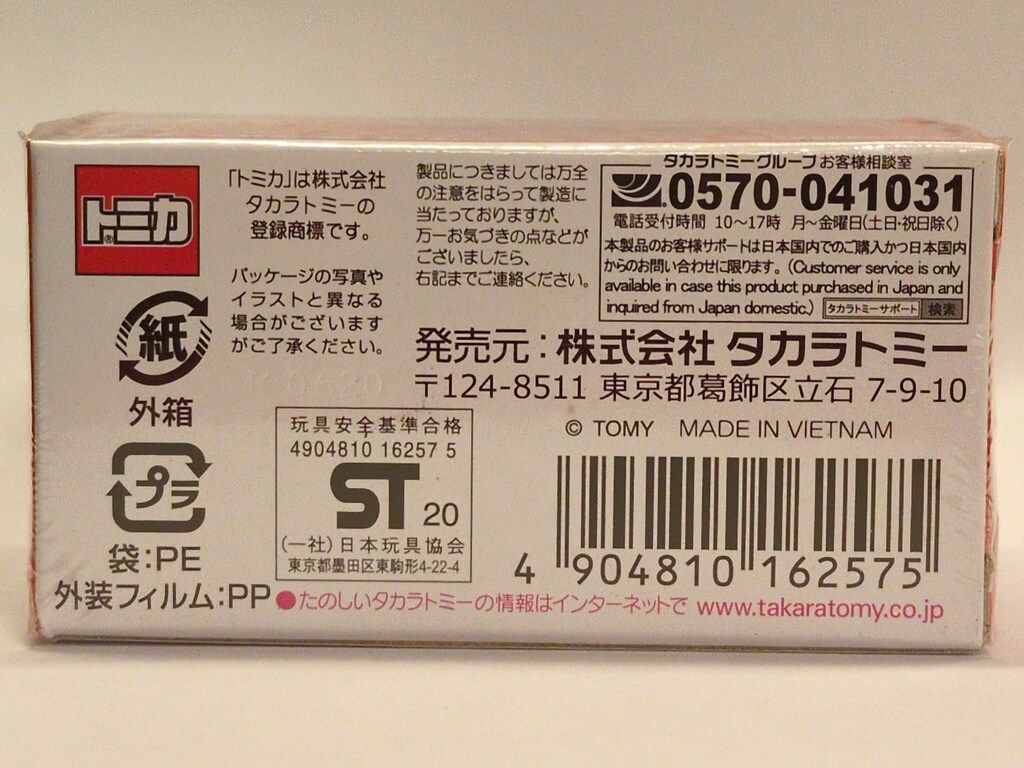 トミカ®
「トミカ」は株式会社
タカラトミーの
登録商標です。
パッケージの写真や
イラストと異なる
場合がございます
がご了承ください。
製品につきましては万全
の注意をはらって製造に
当たっておりますが、
万一お気づきの点などが
ございましたら、
右記までご連絡ください。
タカラトミーグループお客様相談室
0570-041031
電話受付時間 10～17時 月～金曜日(土日・祝日除く)
本製品のお客様サポートは日本国内でのご購入かつ日本国内
からのお問い合わせに限ります。(Customer service is only
available in case this product purchased in Japan and
inquired from Japan domestic.) タカラトミーサポート 検索
発売元:株式会社 タカラトミー
〒124-8511 東京都葛飾区立石 7-9-10
© TOMY MADE IN VIETNAM
紙
外箱
プラ
袋:PE
外装フィルム:PP
玩具安全基準合格
4904810 16257 5
ST 20
(一社)日本玩具協会
東京都墨田区東駒形4-22-4
4 904810 162575
●たのしいタカラトミーの情報はインターネットで www.takaratomy.co.jp